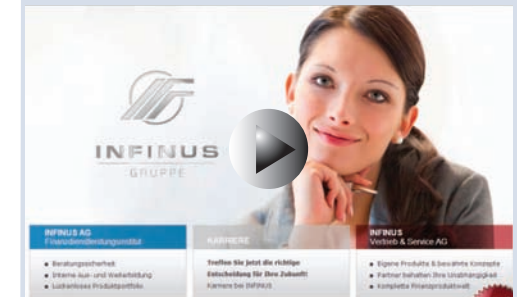 INFINUS
GRUPPE
INFINUS AG
Finanzdienstleistungsinstitut
Beratungssicherheit
Interne Aus- und Weiterbildung
Lückenloses Produktportfolio
KARRIERE
Treffen Sie jetzt die richtige
Entscheidung für Ihre Zukunft!
Karriere bei INFINUS
INFINUS
Vertrieb & Service AG
Eigene Produkte & bewährte Konzepte
Partner behalten Ihre Unabhängigkeit
Komplette Finanzproduktwelt